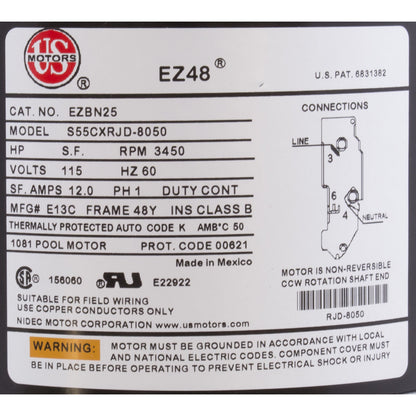 US
MOTORS
®
EZ48®
U.S. PAT. 6831382
CAT. NO. EZBN25
MODEL S55CXRJD-8050
HP S.F. RPM 3450
VOLTS 115 HZ 60
SF. AMPS 12.0 PH 1 DUTY CONT
MFG# E13C FRAME 48Y INS CLASS B
THERMALLY PROTECTED AUTO CODE K AMB°C 50
1081 POOL MOTOR PROT. CODE 00621
Made in Mexico
156060 E22922
SUITABLE FOR FIELD WIRING
USE COPPER CONDUCTORS ONLY
NIDEC MOTOR CORPORATION www.usmotors.com
CONNECTIONS
LINE
3
6
4
NEUTRAL
MOTOR IS NON-REVERSIBLE
CCW ROTATION SHAFT END
RJD-8050
WARNING: MOTOR MUST BE GROUNDED IN ACCORDANCE WITH LOCAL
AND NATIONAL ELECTRIC CODES. COMPONENT COVER MUST
BE IN PLACE BEFORE OPERATING TO PREVENT ELECTRICAL SHOCK HAZARD